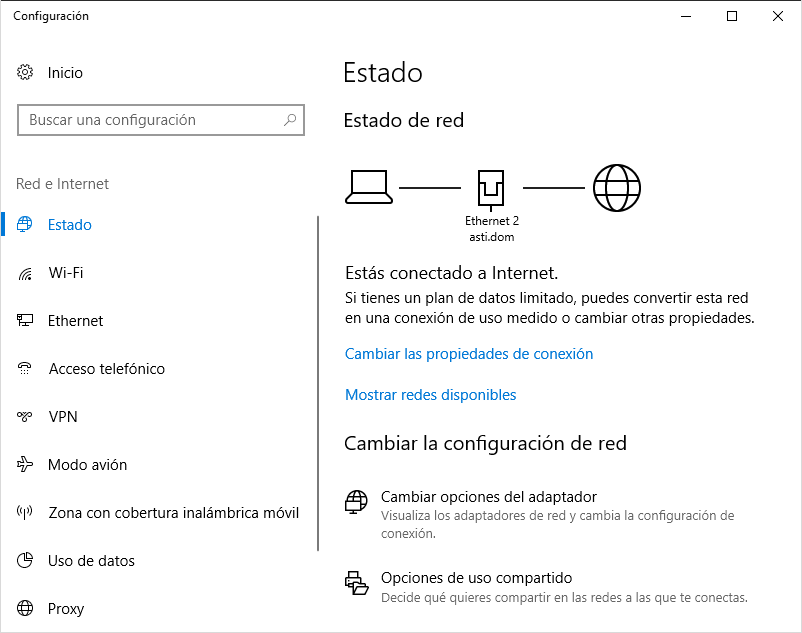 Configuración
Inicio
Buscar una configuración
Red e Internet
Estado
Wi-Fi
Ethernet
Acceso telefónico
VPN
Modo avión
Zona con cobertura inalámbrica móvil
Uso de datos
Proxy
Estado
Estado de red
Ethernet 2
asti.dom
Estás conectado a Internet.
Si tienes un plan de datos limitado, puedes convertir esta red
en una conexión de uso medido o cambiar otras propiedades.
Cambiar las propiedades de conexión
Mostrar redes disponibles
Cambiar la configuración de red
Cambiar opciones del adaptador
Visualiza los adaptadores de red y cambia la configuración de
conexión.
Opciones de uso compartido
Decide qué quieres compartir en las redes a las que te conectas.